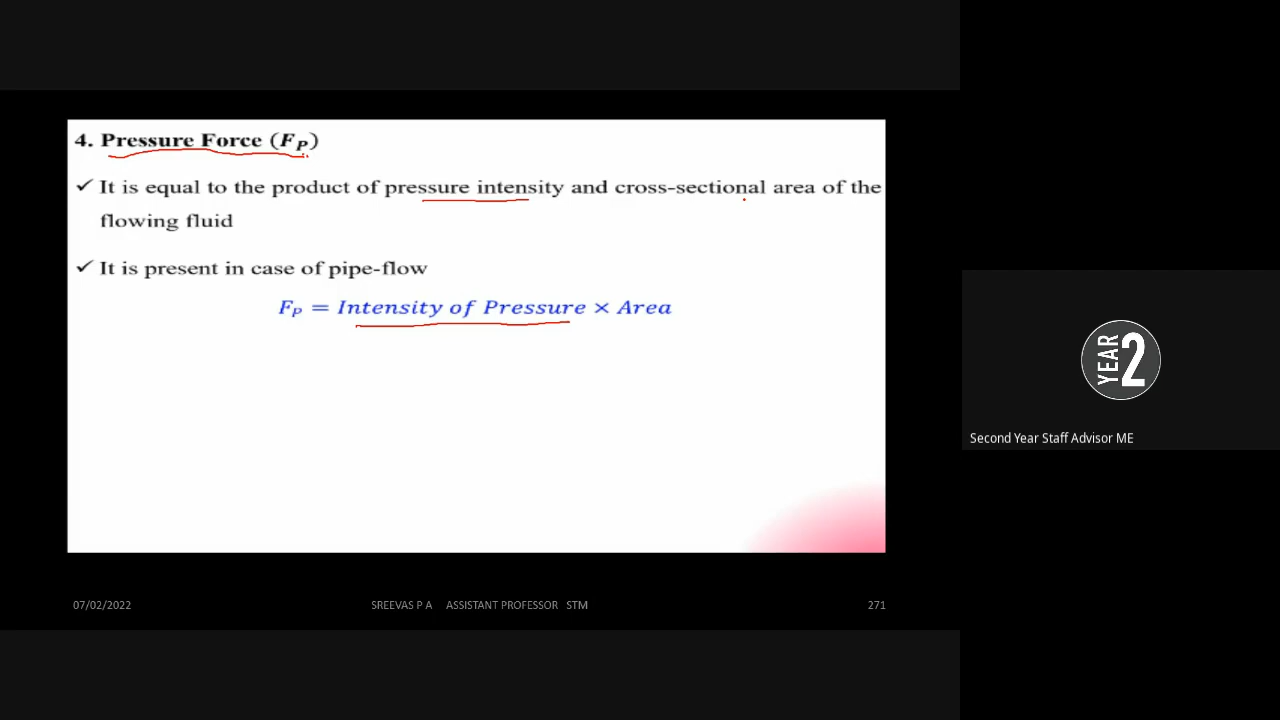 4. Pressure Force (F_P)
✓ It is equal to the product of pressure intensity and cross-sectional area of the
flowing fluid
✓ It is present in case of pipe-flow
F_P = Intensity of Pressure × Area
YEAR 2
Second Year Staff Advisor ME
07/02/2022 SREEVAS P A ASSISTANT PROFESSOR STM 271